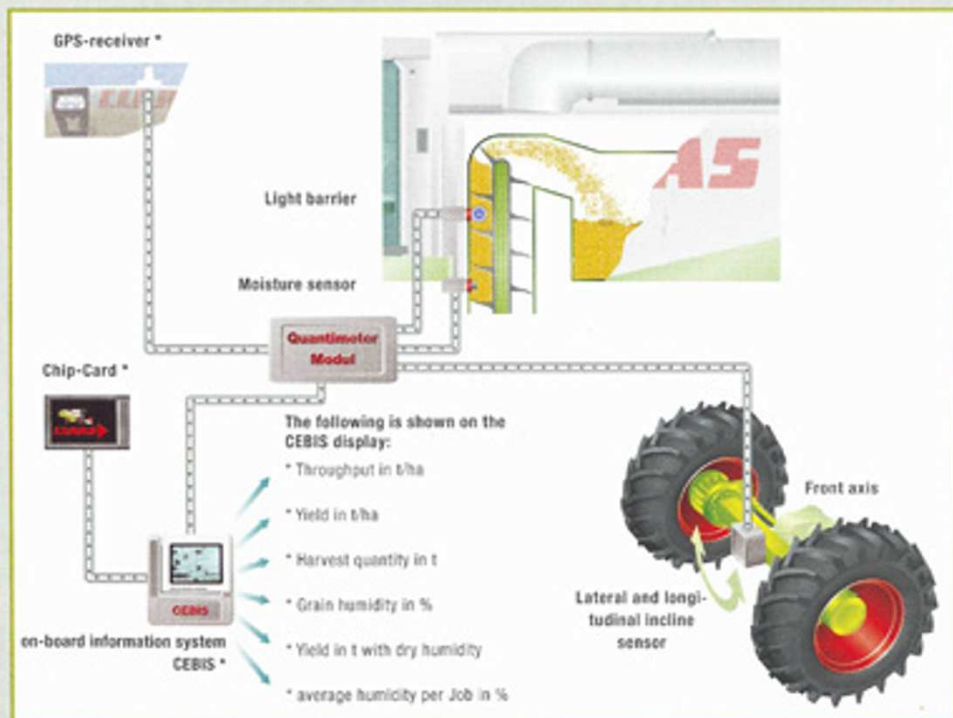 GPS-receiver *
AS
Light barrier
Moisture sensor
Quantimeter
Modul
Chip-Card *
The following is shown on the
CEBIS display:
* Throughput in t/ha
* Yield in t/ha
* Harvest quantity in t
* Grain humidity in %
* Yield in t with dry humidity
* average humidity per Job in %
CEBIS
on-board information system
CEBIS *
Front axis
Lateral and longi-
tudinal incline
sensor